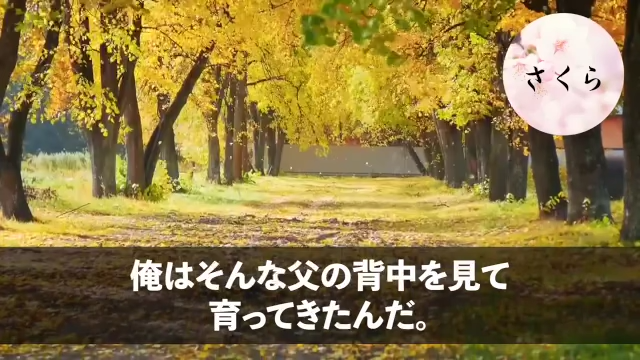 さくら
俺はそんな父の背中を見て
育ってきたんだ。